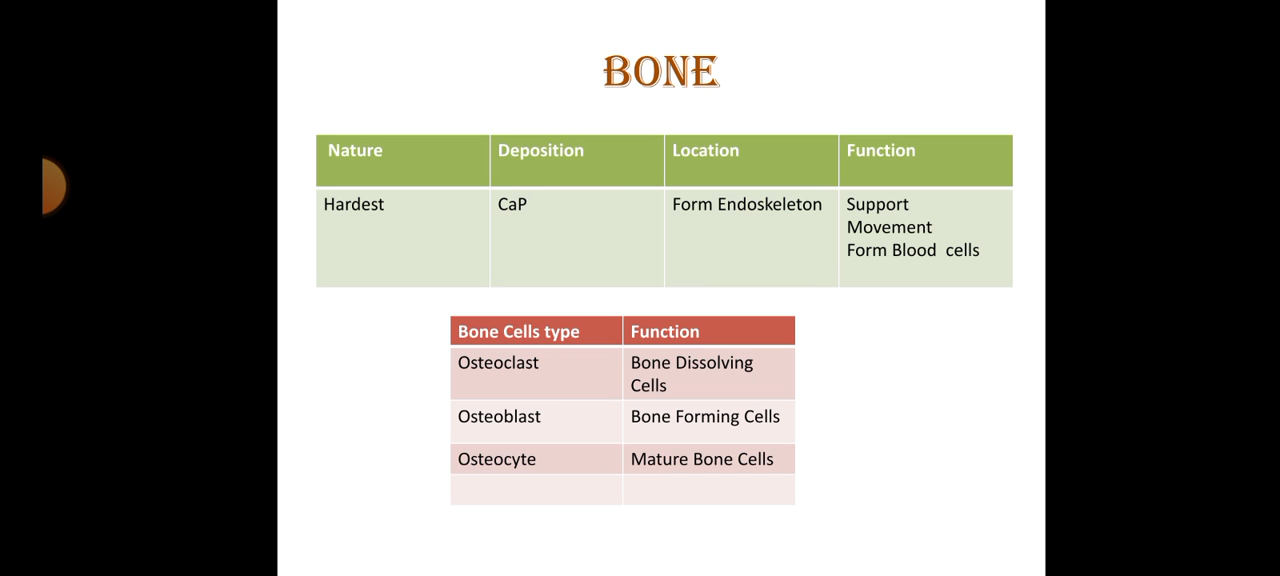 BONE
Nature Deposition Location Function
Hardest CaP Form Endoskeleton Support
Movement
Form Blood cells
Bone Cells type Function
Osteoclast Bone Dissolving
Cells
Osteoblast Bone Forming Cells
Osteocyte Mature Bone Cells